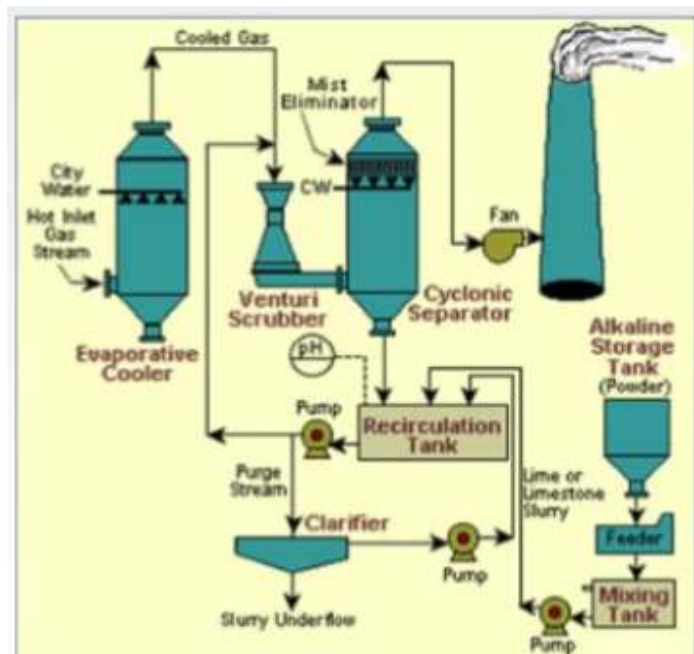 Cooled Gas
Mist
Eliminator
City
Water
CW
Hot Inlet
Gas
Stream
Fan
Venturi
Scrubber
Cyclonic
Separator
Evaporative
Cooler
pH
Alkaline
Storage
Tank
(Powder)
Pump
Recirculation
Tank
Purge
Stream
Lime or
Limestone
Slurry
Clarifier
Feeder
Pump
Mixing
Tank
Slurry Underflow
Pump